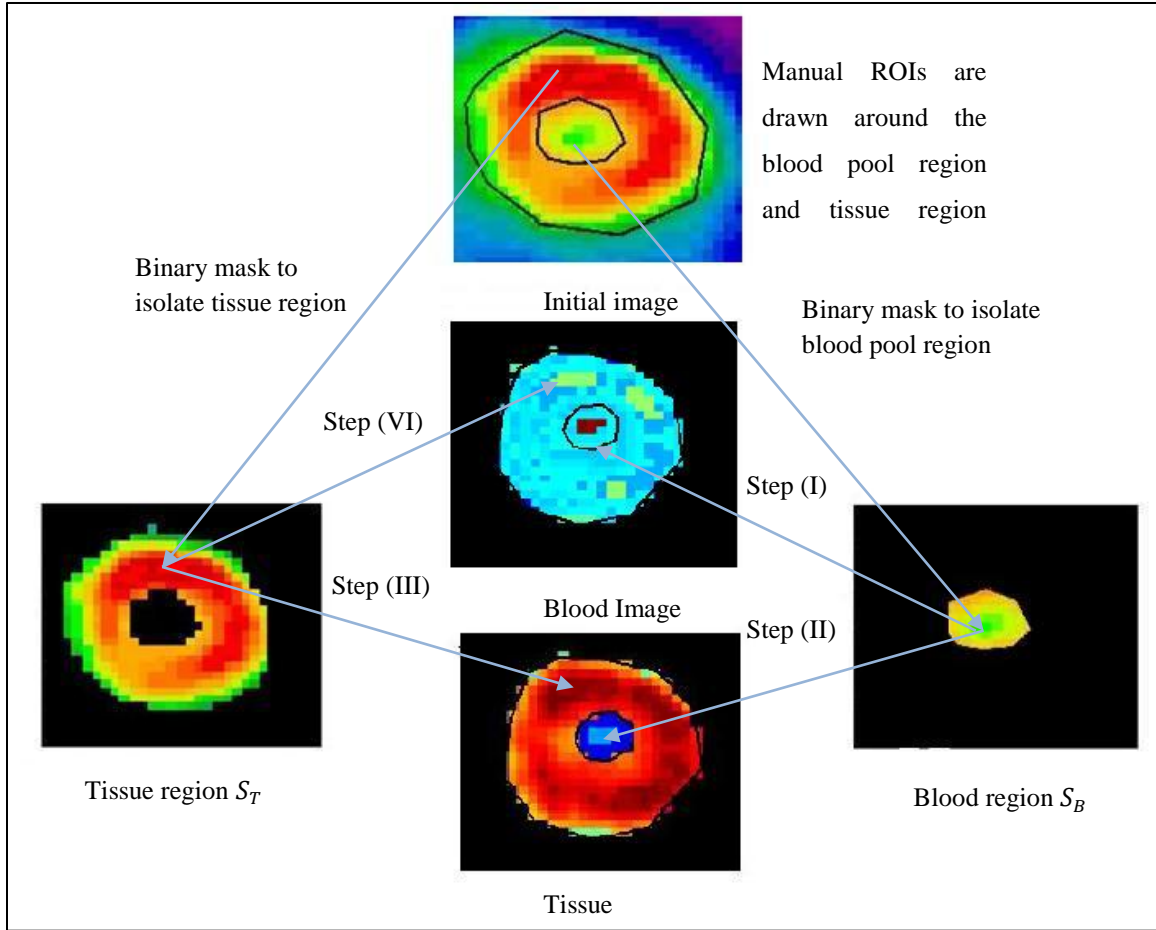 Manual ROIs are
drawn around the
blood pool region
and tissue region
Binary mask to
isolate tissue region
Initial image
Binary mask to isolate
blood pool region
Step (VI)
Step (I)
Step (III)
Blood Image
Step (II)
Tissue region S_T
Blood region S_B
Tissue